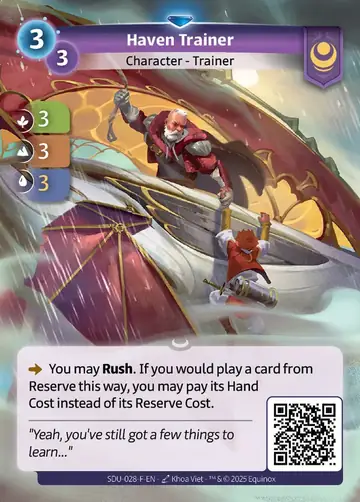 3
3
Haven Trainer
Character - Trainer
3
3
3
You may Rush. If you would play a card from
Reserve this way, you may pay its Hand
Cost instead of its Reserve Cost.
"Yeah, you've still got a few things to
learn..."
SDU-028-F-EN - Khoa Viet - ™ & © 2025 Equinox